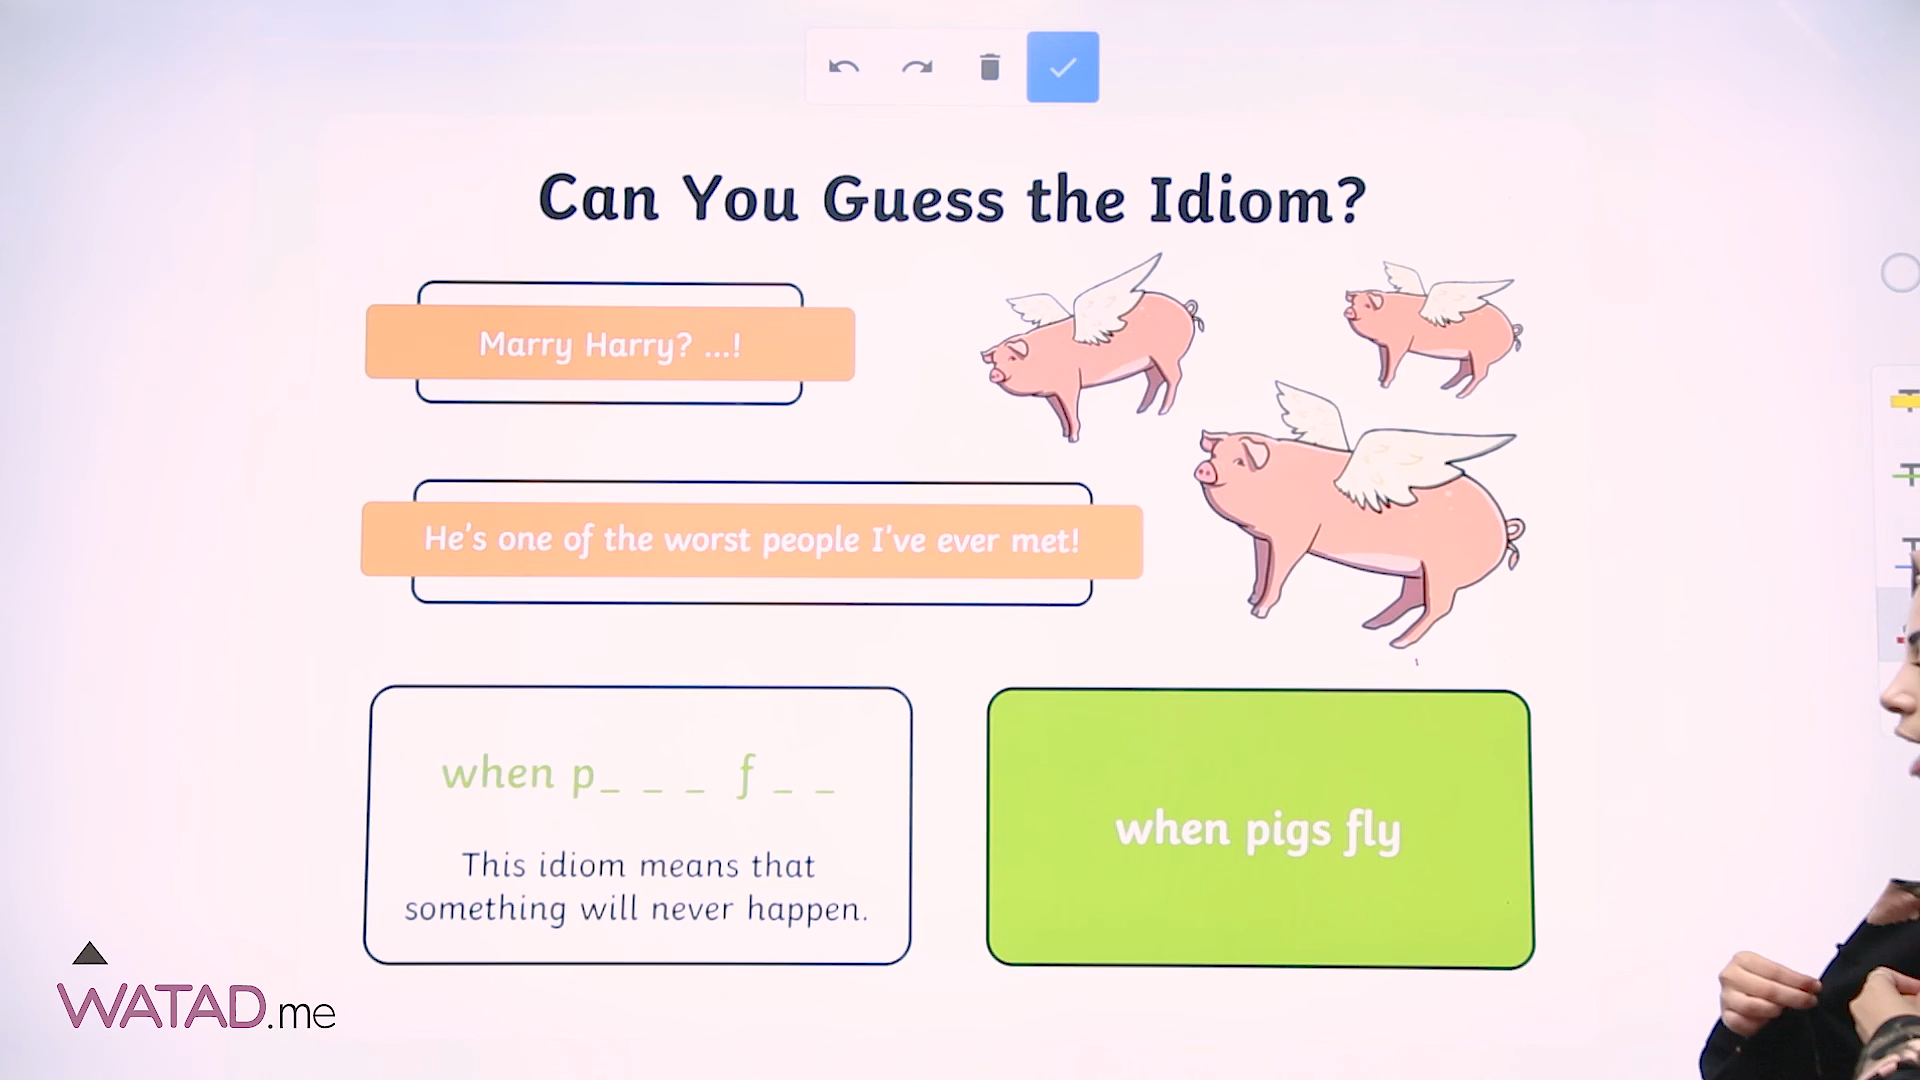 Can You Guess the Idiom?
Marry Harry? ...!
He's one of the worst people I've ever met!
when p_ _ _ f _ _
This idiom means that
something will never happen.
when pigs fly
WATAD.me